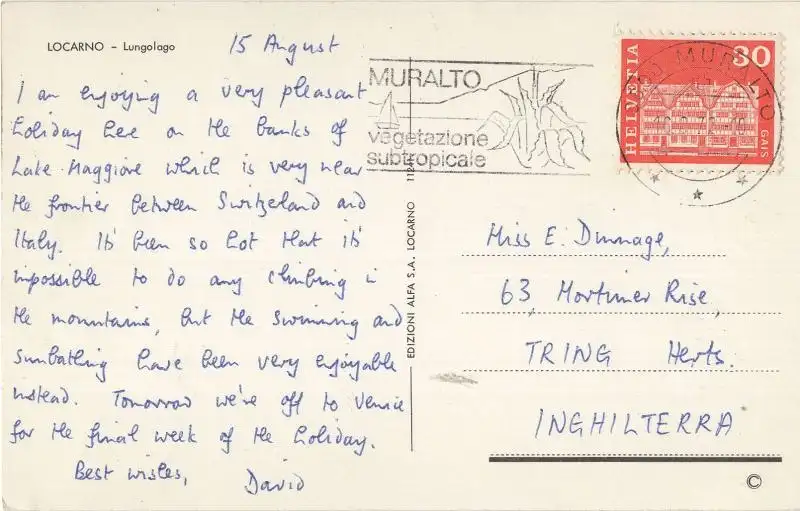 LOCARNO - Lungolago
15 August
I am enjoying a very pleasant
holiday here on the banks of
Lake Maggiore which is very near
the frontier between Switzerland and
Italy. It's been so hot that it's
impossible to do any climbing in
the mountains, but the swimming and
sunbathing have been very enjoyable
instead. Tomorrow we're off to Venice
for the final week of the holiday.
Best wishes,
David
MURALTO
vegetazione
subtropicale
EDIZIONI ALFA S.A. LOCARNO
HELVETIA
30
GAIS
MURALTO
Miss E. Dunnage,
63, Mortimer Rise,
TRING Herts.
INGHILTERRA
©